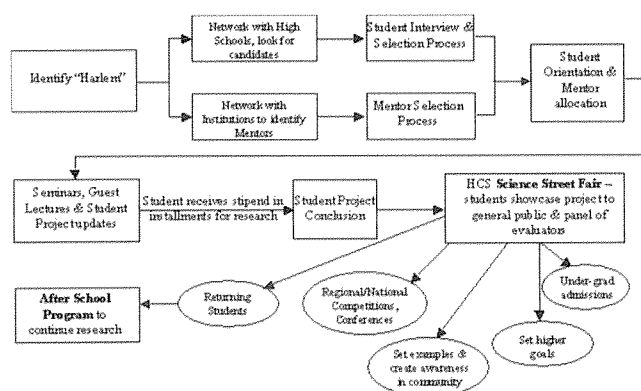 Network with High
Schools, look for
candidates
Student Interview &
Selection Process
Identify "Harlem"
Student
Orientation &
Mentor
allocation
Network with
Institutions to identify
Mentors
Mentor Selection
Process
Seminars, Guest
Lectures & Student
Project updates
Student receives stipend in
installments for research
Student Project
Conclusion
HCS Science Street Fair –
students showcase project to
general public & panel of
evaluators
After School
Program to
continue research
Returning
Students
Regional/National
Competitions,
Conferences
Set examples &
create awareness
in community
Set higher
goals
Under-grad
admissions